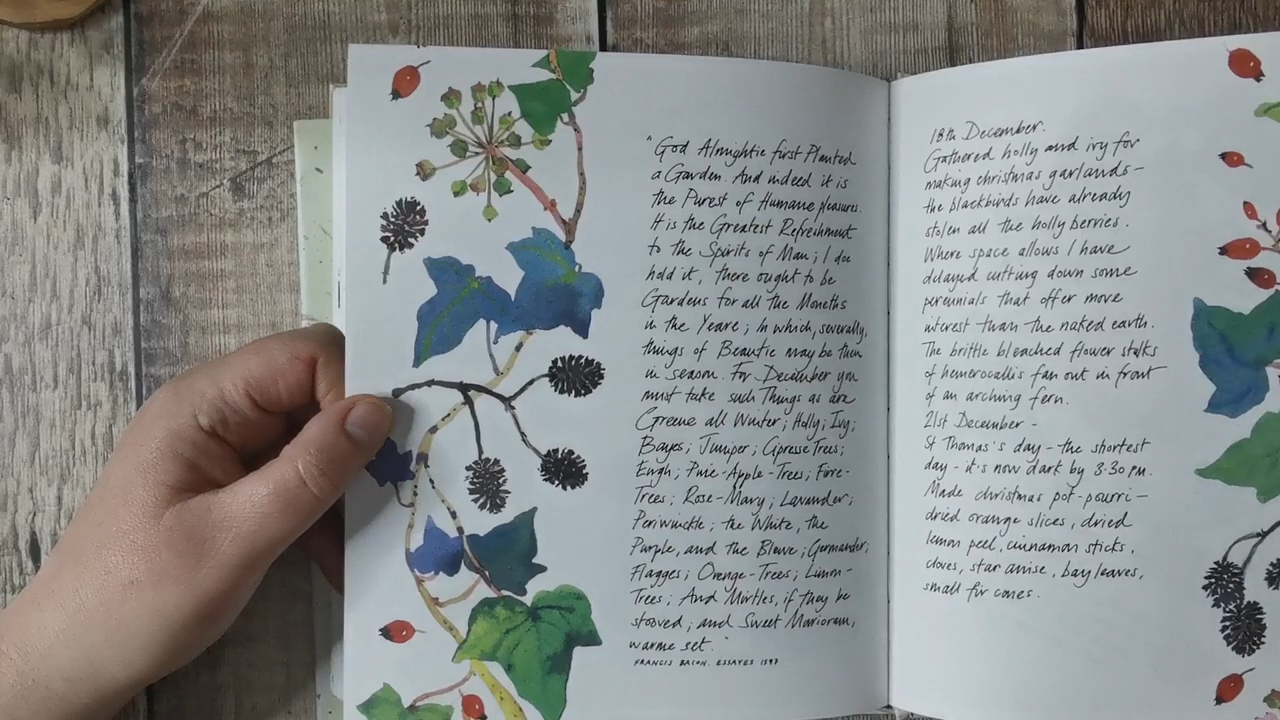 "God Almightie first Planted
a Garden. And indeed it is
the Purest of Humane pleasures.
It is the Greatest Refreshment
to the Spirits of Man; I doe
hold it, there ought to be
Gardens for all the Moneths
in the Yeare; In which, severally,
things of Beautie may be then
in season. For December you
must take such Things as are
Greene all Winter; Holly; Ivy;
Bayes; Juniper; Cipresse Trees;
Eugh; Pine-Apple-Trees; Firre-
Trees; Rose-Mary; Lavander;
Periwinckle; the White, the
Purple, and the Blewe; Germander;
Flagges; Orenge-Trees; Limon-
Trees; And Mirtles, if they be
stooved; and Sweet Marioram,
warme set."
FRANCIS BACON. ESSAYES 1597
18th December.
Gathered holly and ivy for
making christmas garlands -
the blackbirds have already
stolen all the holly berries.
Where space allows I have
delayed cutting down some
perennials that offer more
interest than the naked earth.
The brittle bleached flower stalks
of hemerocallis fan out in front
of an arching fern.
21st December -
St Thomas's day - the shortest
day - it's now dark by 3.30 pm.
Made christmas pot-pourri -
dried orange slices, dried
lemon peel, cinnamon sticks,
cloves, star anise, bay leaves,
small fir cones.